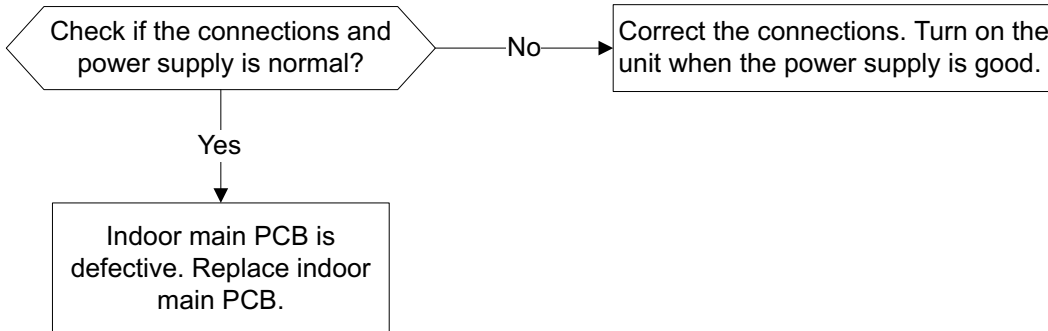 Check if the connections and
power supply is normal?
No
Correct the connections. Turn on the
unit when the power supply is good.
Yes
Indoor main PCB is
defective. Replace indoor
main PCB.